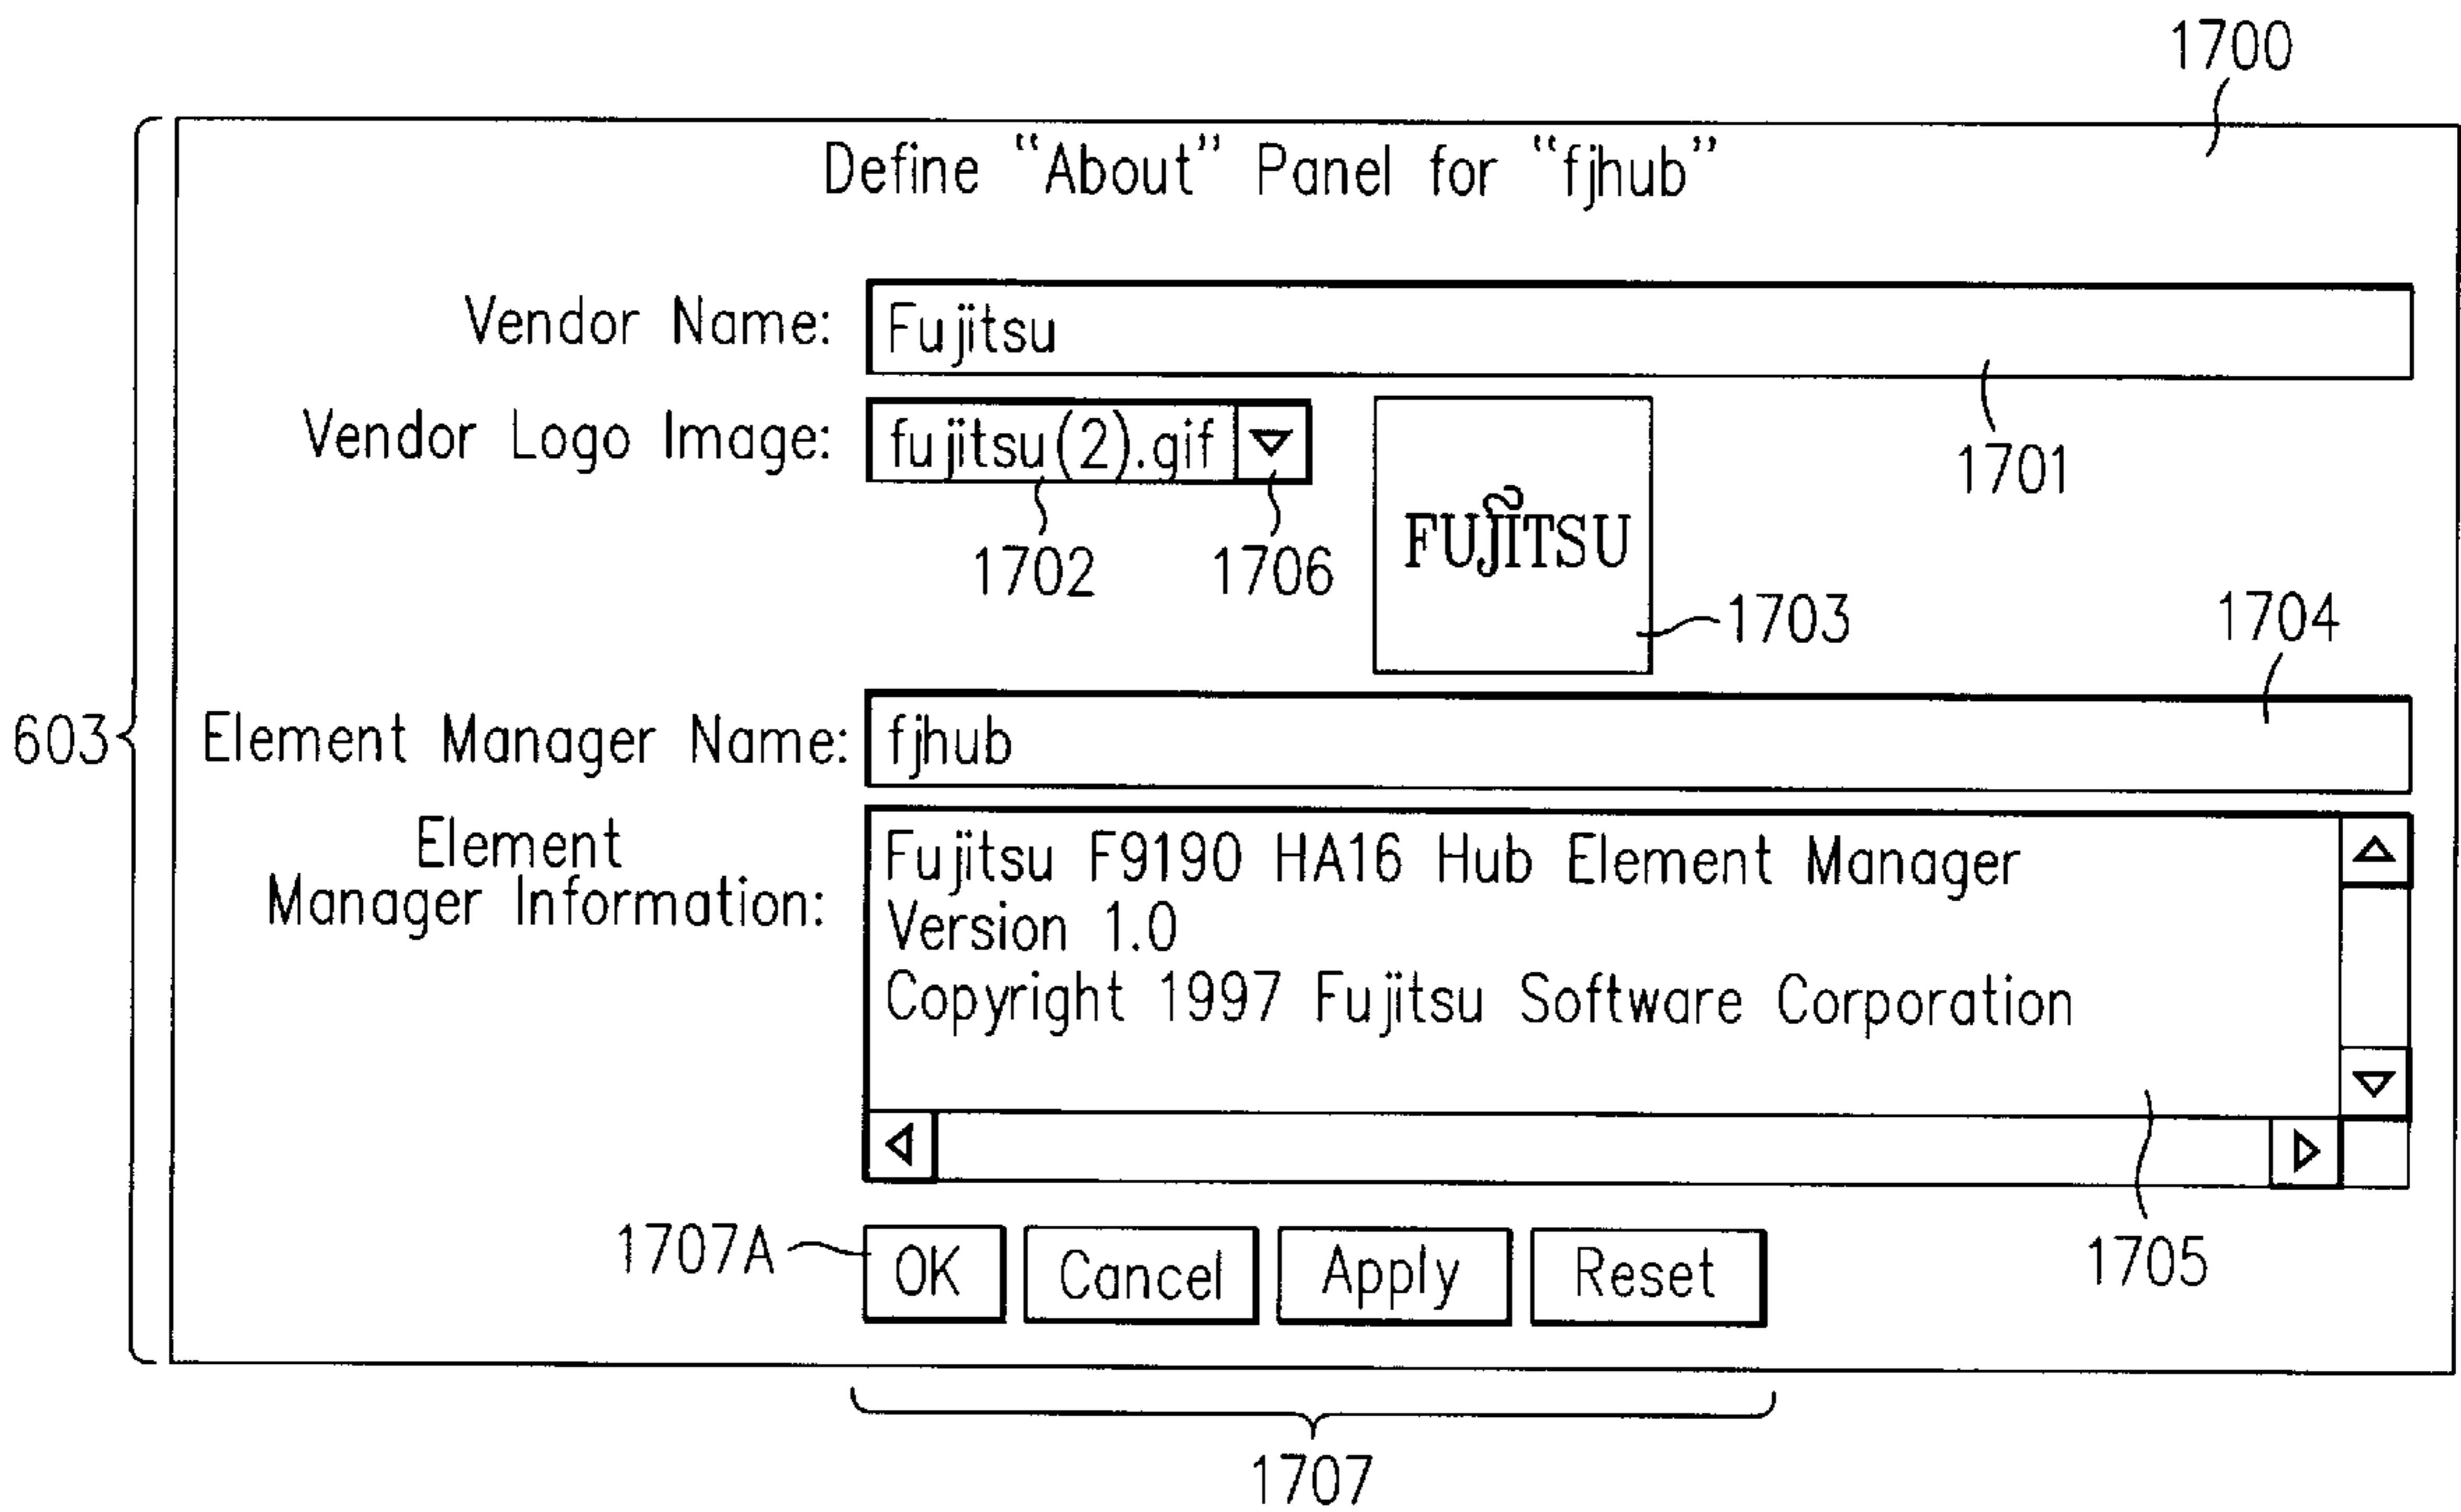 1700
Define “About” Panel for “fjhub”
Vendor Name: Fujitsu
1701
Vendor Logo Image: fujitsu(2).gif
1702
1706
FUJITSU
1703
1704
603
Element Manager Name: fjhub
Element
Manager Information:
Fujitsu F9190 HA16 Hub Element Manager
Version 1.0
Copyright 1997 Fujitsu Software Corporation
1705
1707A
OK Cancel Apply Reset
1707